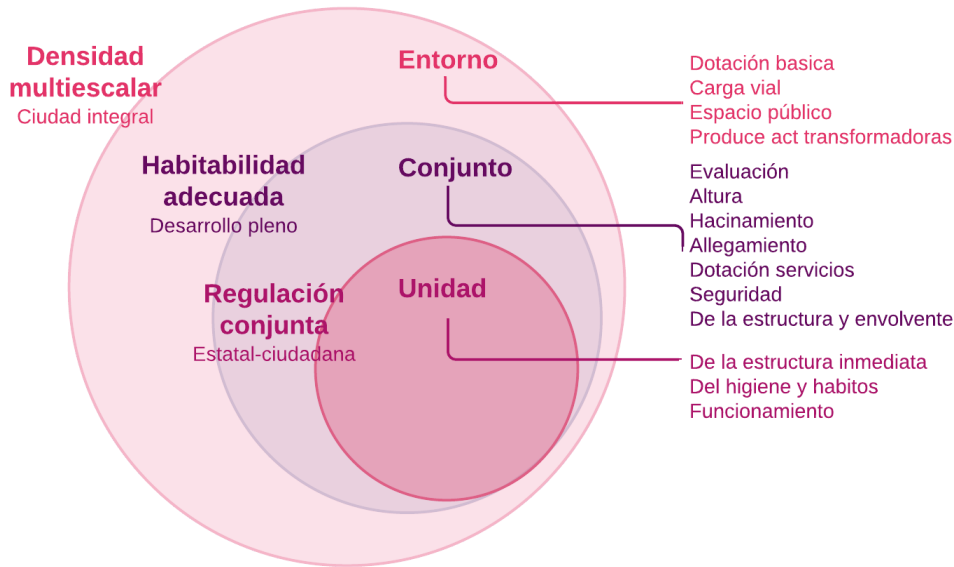 Densidad
multiescalar
Ciudad integral
Entorno
Dotación basica
Carga vial
Espacio público
Produce act transformadoras
Habitabilidad
adecuada
Desarrollo pleno
Conjunto
Evaluación
Altura
Hacinamiento
Allegamiento
Dotación servicios
Seguridad
De la estructura y envolvente
Regulación
conjunta
Estatal-ciudadana
Unidad
De la estructura inmediata
Del higiene y habitos
Funcionamiento